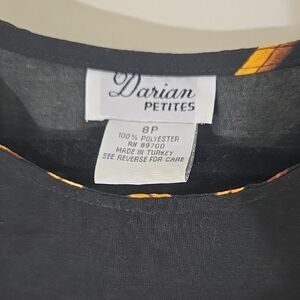 Darian
PETITES
8P
100% POLYESTER
RN 89700
MADE IN TURKEY
SEE REVERSE FOR CARE